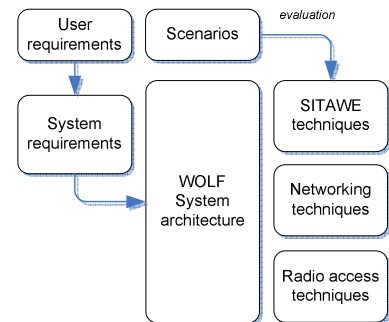 User
requirements
Scenarios
evaluation
System
requirements
WOLF
System
architecture
SITAWE
techniques
Networking
techniques
Radio access
techniques